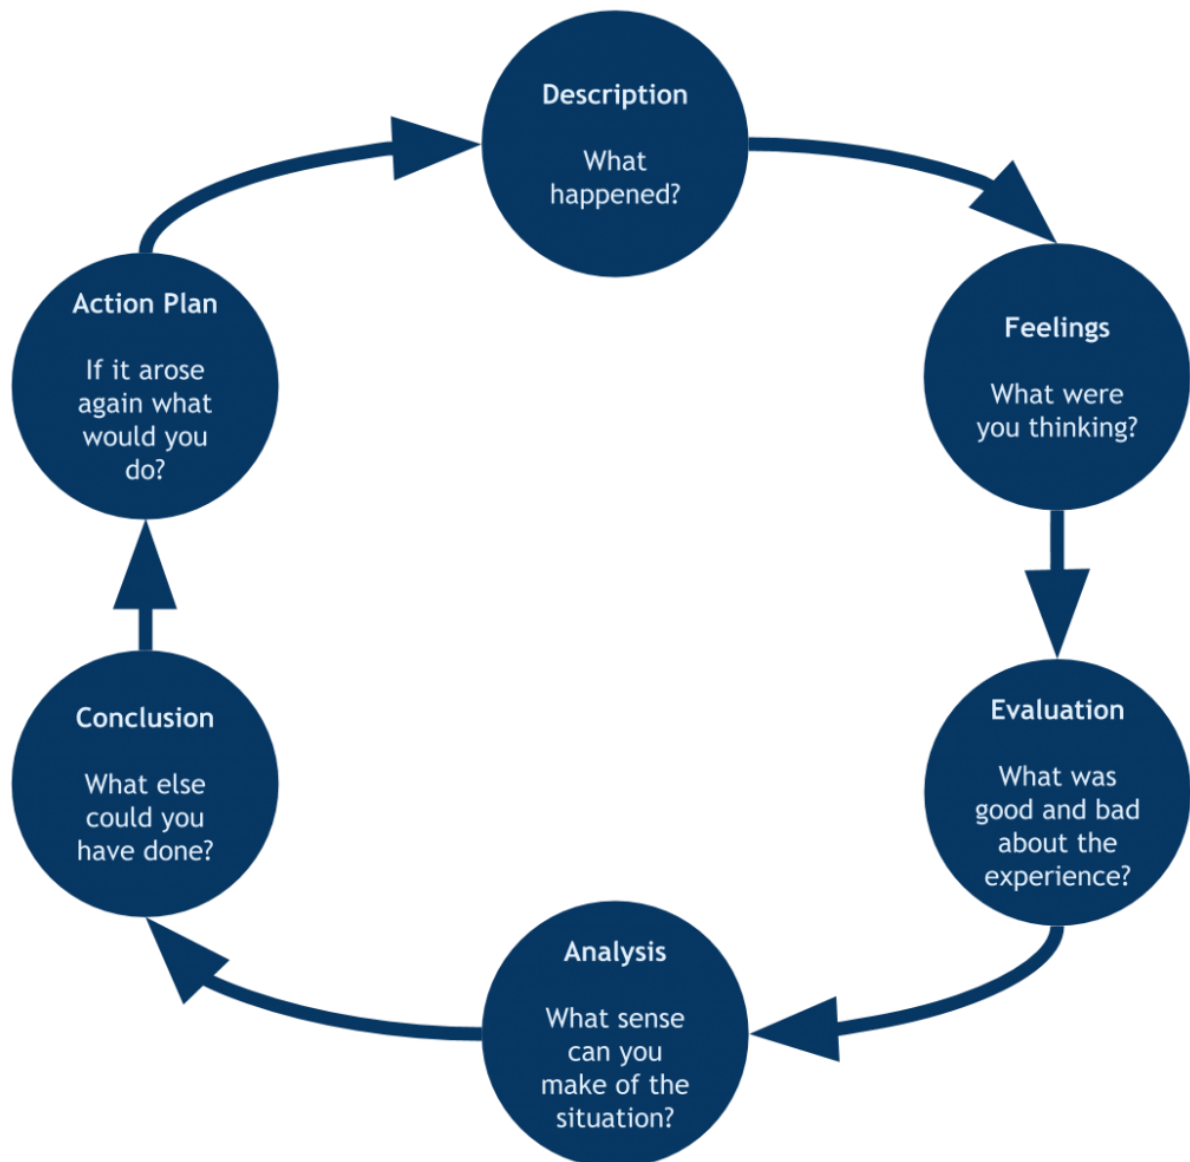 Description
What
happened?
Feelings
What were
you thinking?
Evaluation
What was
good and bad
about the
experience?
Analysis
What sense
can you
make of the
situation?
Conclusion
What else
could you
have done?
Action Plan
If it arose
again what
would you
do?